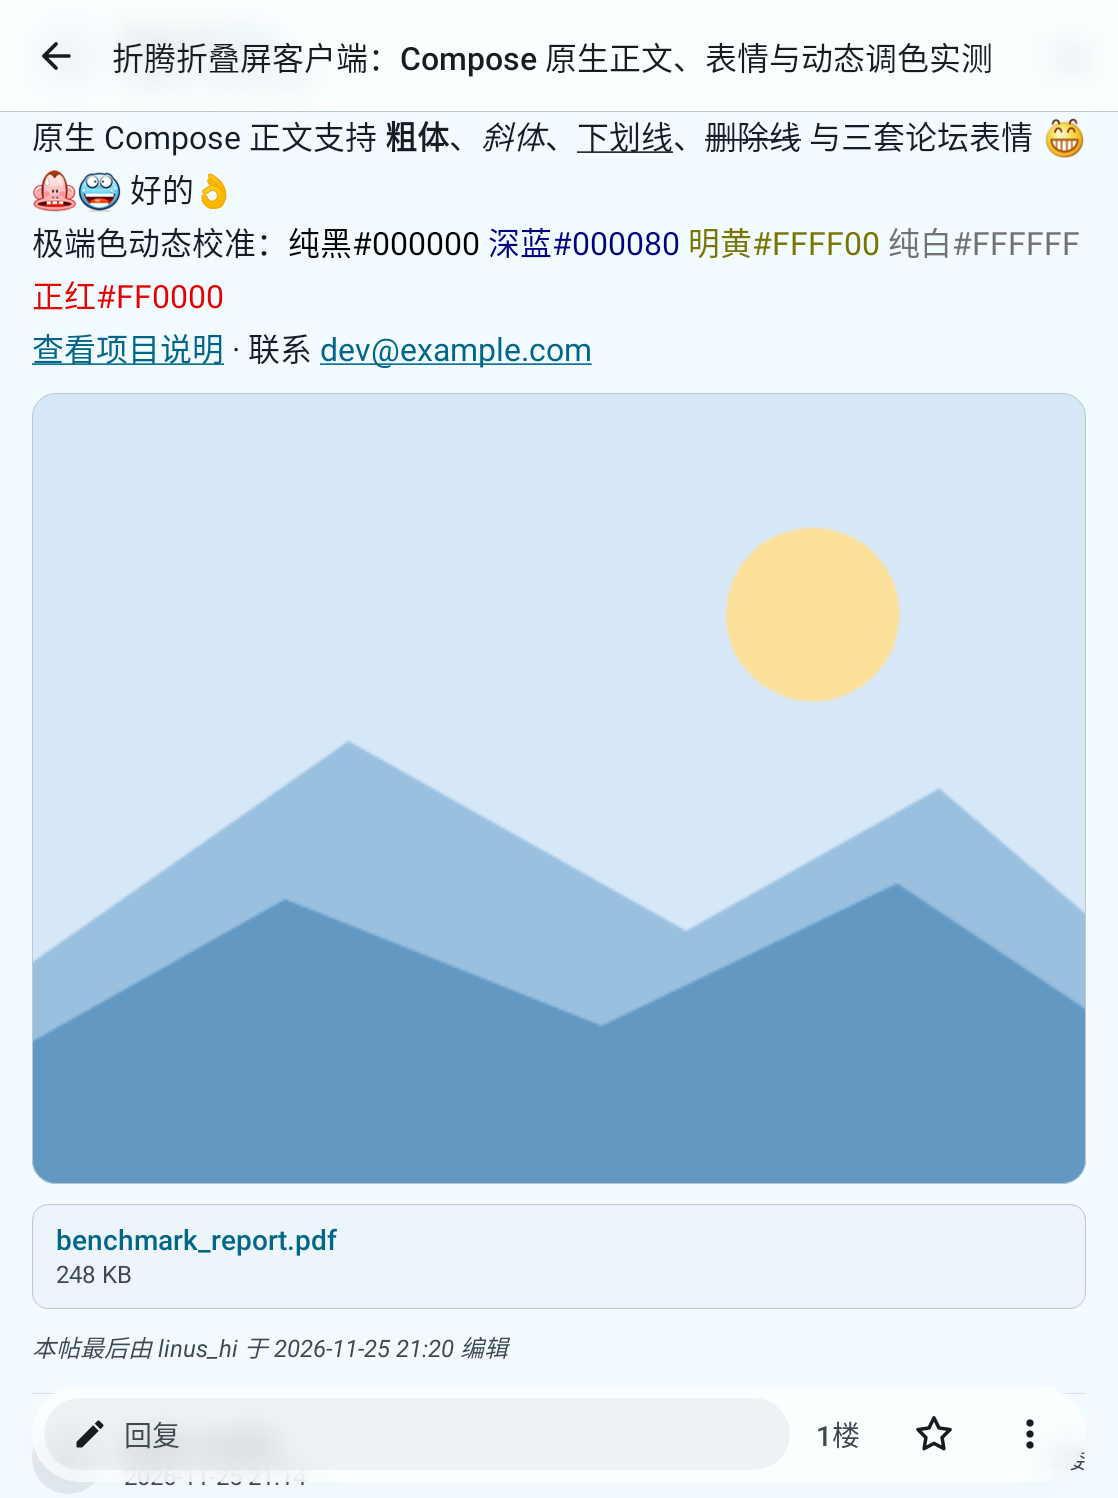 折腾折叠屏客户端：Compose 原生正文、表情与动态调色实测
原生 Compose 正文支持 粗体、斜体、下划线、删除线 与三套论坛表情 😁
好的👌
极端色动态校准：纯黑#000000 深蓝#000080 明黄#FFFF00 纯白#FFFFFF
正红#FF0000
查看项目说明 · 联系 dev@example.com
benchmark_report.pdf
248 KB
本帖最后由 linus_hi 于 2026-11-25 21:20 编辑
回复
1楼
2026-11-25 21:14